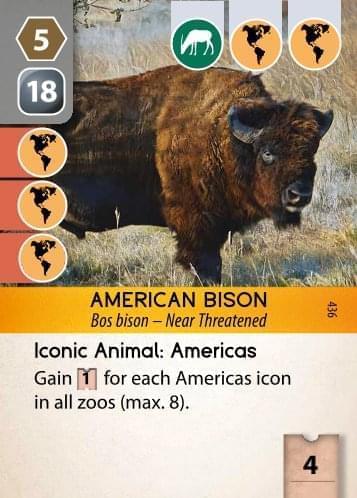 5
18
AMERICAN BISON
Bos bison – Near Threatened
436
Iconic Animal: Americas
Gain 1 for each Americas icon
in all zoos (max. 8).
4